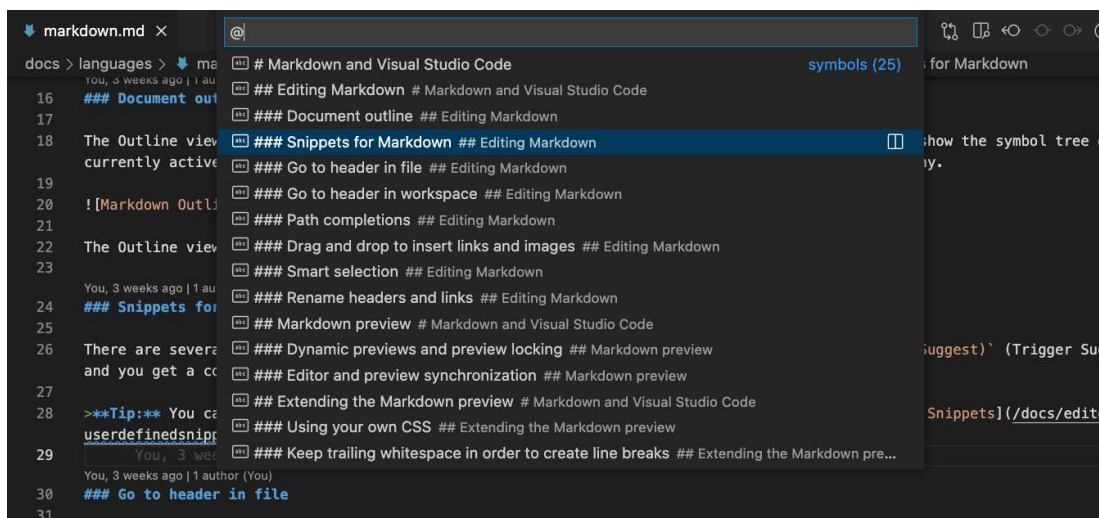 markdown.md
@
docs > languages >
for Markdown
# Markdown and Visual Studio Code symbols (25)
## Editing Markdown # Markdown and Visual Studio Code
### Document outline ## Editing Markdown
### Snippets for Markdown ## Editing Markdown
### Go to header in file ## Editing Markdown
### Go to header in workspace ## Editing Markdown
### Path completions ## Editing Markdown
### Drag and drop to insert links and images ## Editing Markdown
### Smart selection ## Editing Markdown
### Rename headers and links ## Editing Markdown
## Markdown preview # Markdown and Visual Studio Code
### Dynamic previews and preview locking ## Markdown preview
### Editor and preview synchronization ## Markdown preview
## Extending the Markdown preview # Markdown and Visual Studio Code
### Using your own CSS ## Extending the Markdown preview
### Keep trailing whitespace in order to create line breaks ## Extending the Markdown pre...
You, 3 weeks ago | 1 au
16 ### Document out
17
18 The Outline view show the symbol tree
currently active y.
19
20 ![Markdown Outli
21
22 The Outline view
23
You, 3 weeks ago | 1 au
24 ### Snippets for
25
26 There are severa Suggest)` (Trigger Su
and you get a co
27
28 >**Tip:** You ca Snippets](/docs/edit
userdefinedsnipp
29 You, 3 wee
You, 3 weeks ago | 1 author (You)
30 ### Go to header in file
31